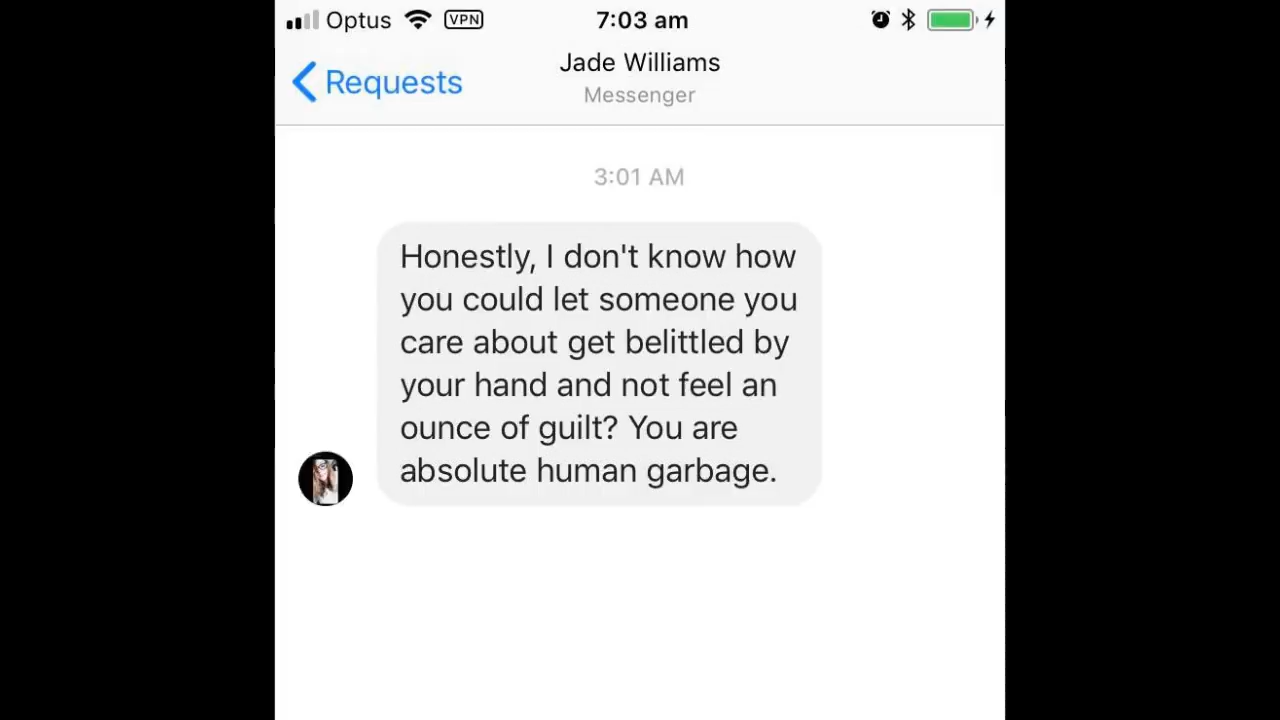 Optus VPN 7:03 am
Jade Williams
Requests
Messenger
3:01 AM
Honestly, I don't know how
you could let someone you
care about get belittled by
your hand and not feel an
ounce of guilt? You are
absolute human garbage.